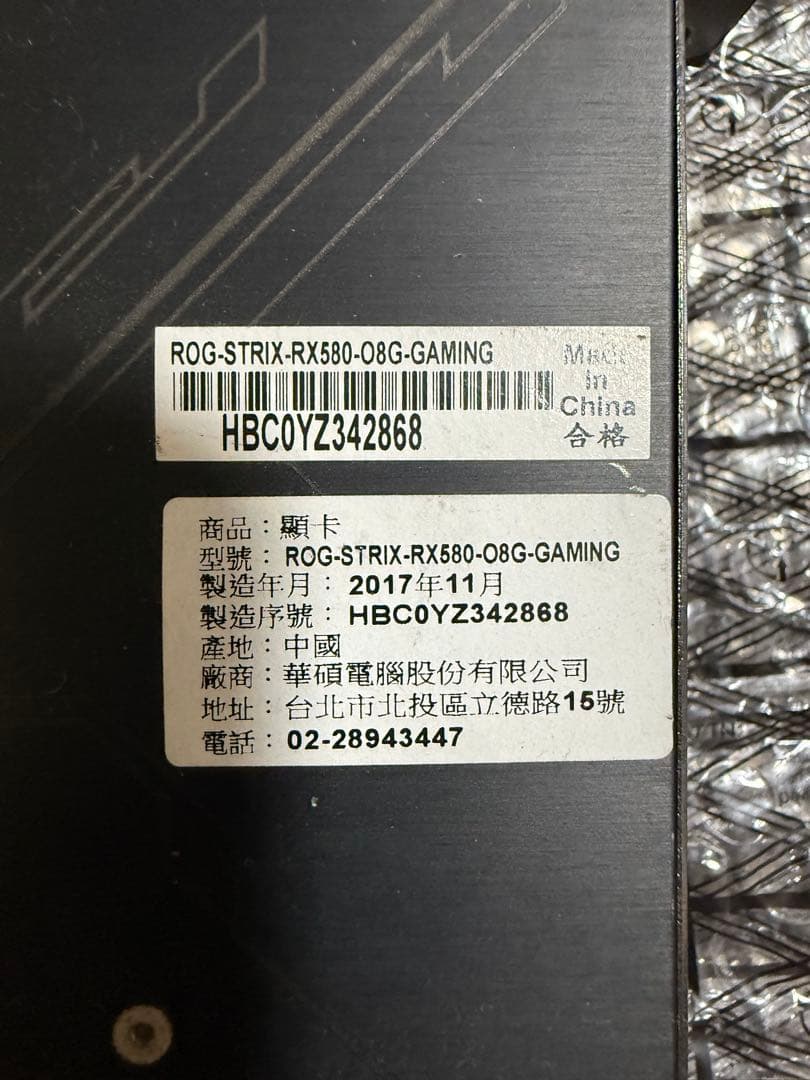 ROG-STRIX-RX580-O8G-GAMING
HBC0YZ342868
Made
in
China
合格
商品：顯卡
型號：ROG-STRIX-RX580-O8G-GAMING
製造年月：2017年11月
製造序號：HBC0YZ342868
產地：中國
廠商：華碩電腦股份有限公司
地址：台北市北投區立德路15號
電話：02-28943447